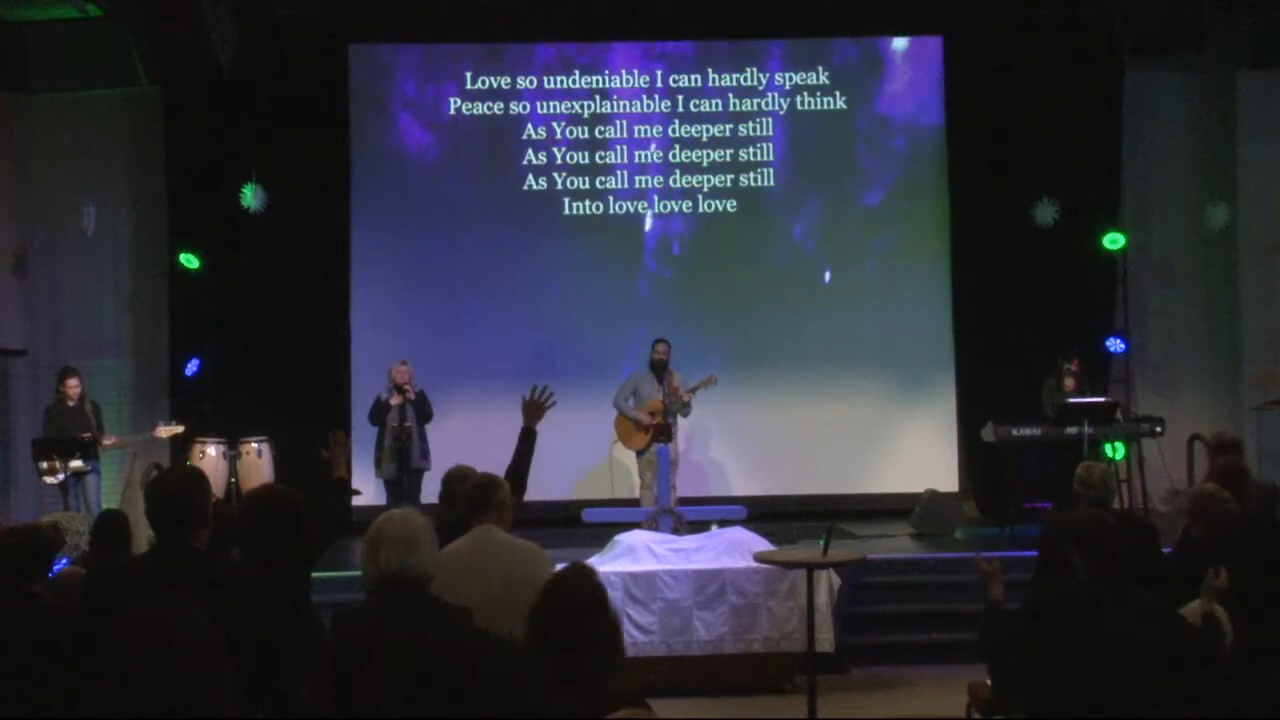 Love so undeniable I can hardly speak
Peace so unexplainable I can hardly think
As You call me deeper still
As You call me deeper still
As You call me deeper still
Into love love love
KAWAI